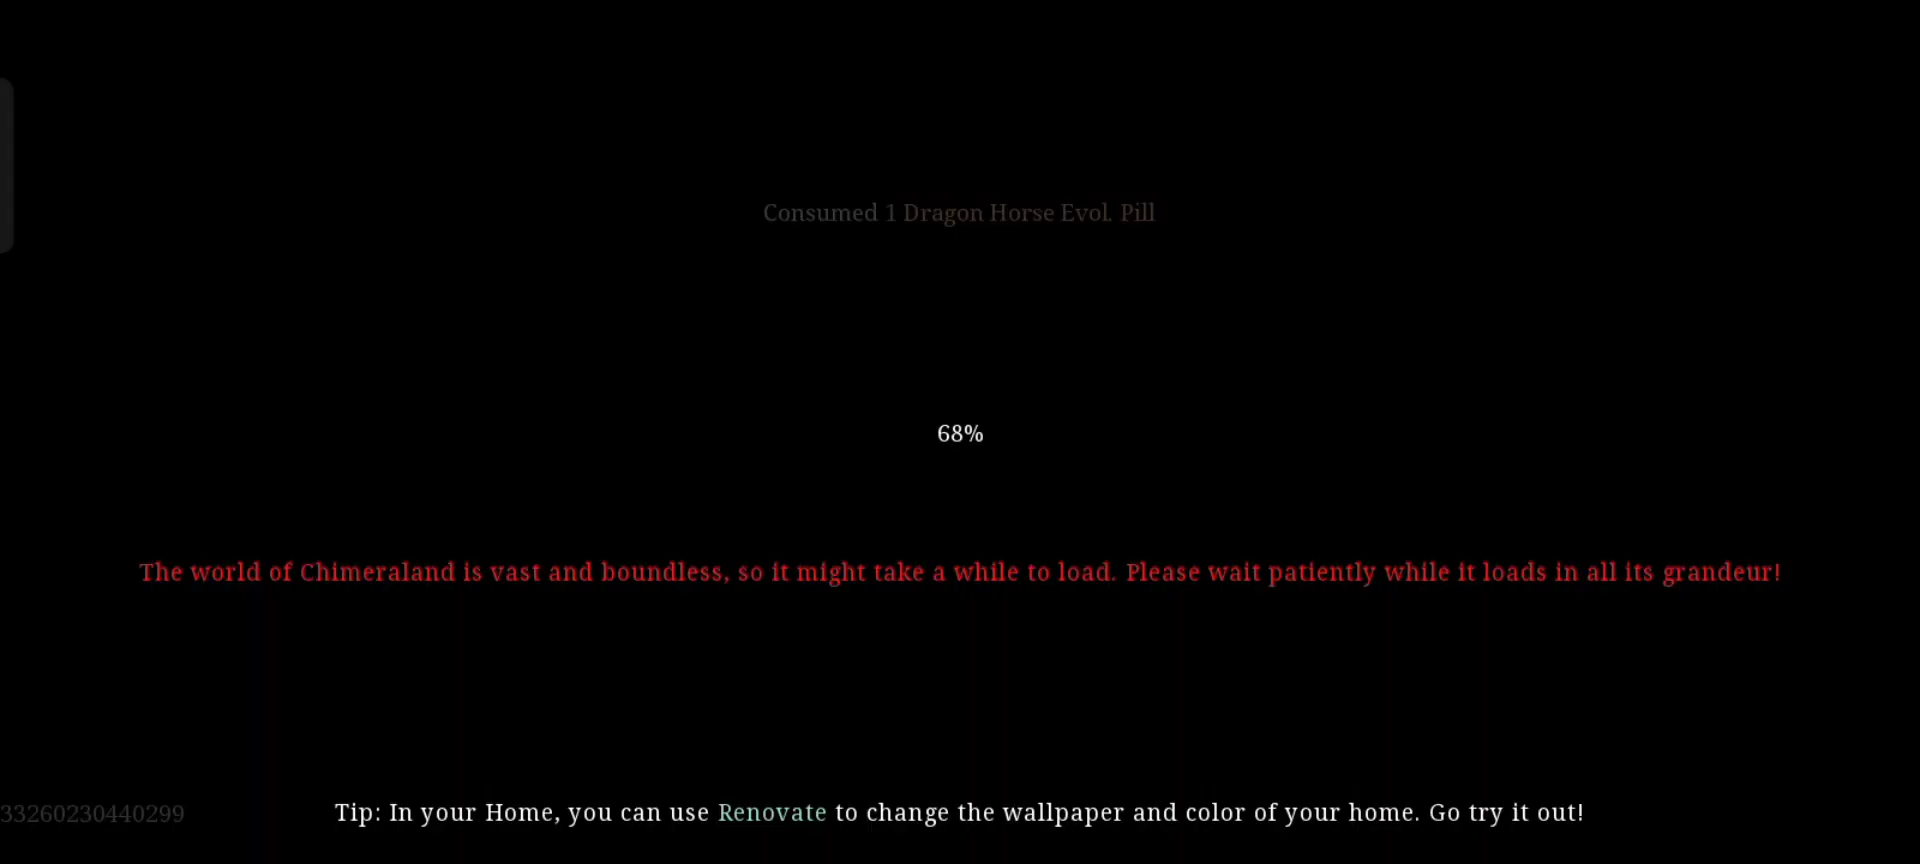 Consumed 1 Dragon Horse Evol. Pill
68%
The world of Chimeraland is vast and boundless, so it might take a while to load. Please wait patiently while it loads in all its grandeur!
33260230440299
Tip: In your Home, you can use Renovate to change the wallpaper and color of your home. Go try it out!